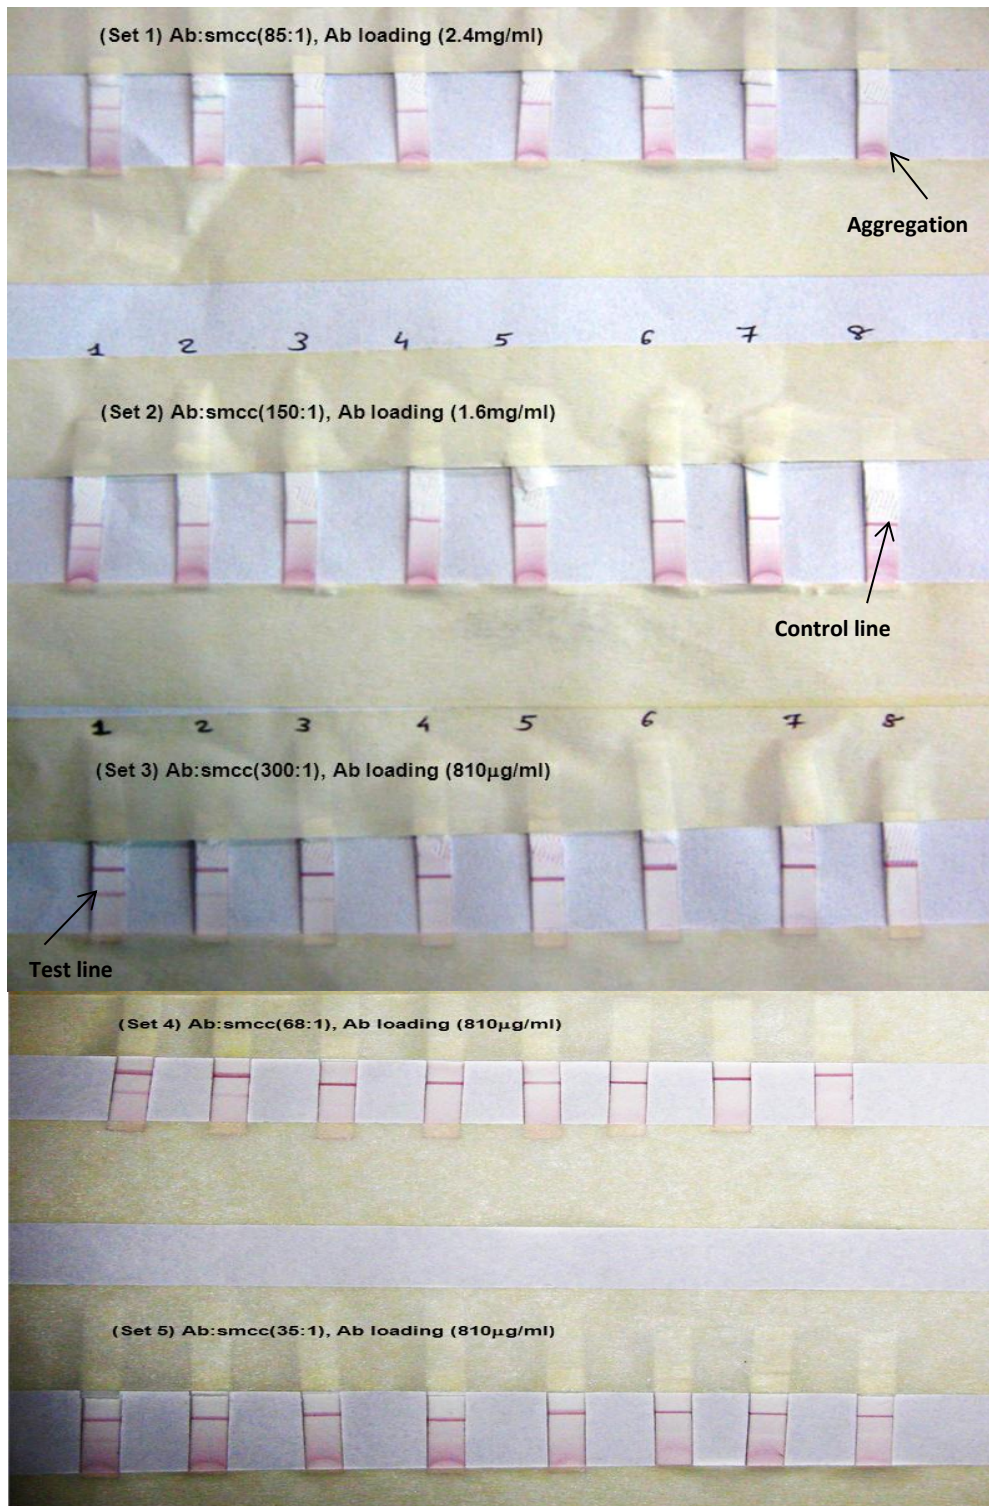 (Set 1) Ab:smcc(85:1), Ab loading (2.4mg/ml)
Aggregation
1 2 3 4 5 6 7 8
(Set 2) Ab:smcc(150:1), Ab loading (1.6mg/ml)
Control line
1 2 3 4 5 6 7 8
(Set 3) Ab:smcc(300:1), Ab loading (810µg/ml)
Test line
(Set 4) Ab:smcc(68:1), Ab loading (810µg/ml)
(Set 5) Ab:smcc(35:1), Ab loading (810µg/ml)